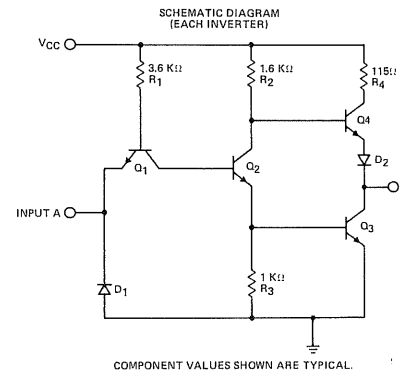 SCHEMATIC DIAGRAM
(EACH INVERTER)
VCC
3.6 KΩ
R1
1.6 KΩ
R2
115Ω
R4
Q4
Q1
Q2
D2
INPUT A
Q3
D1
1 KΩ
R3
COMPONENT VALUES SHOWN ARE TYPICAL.